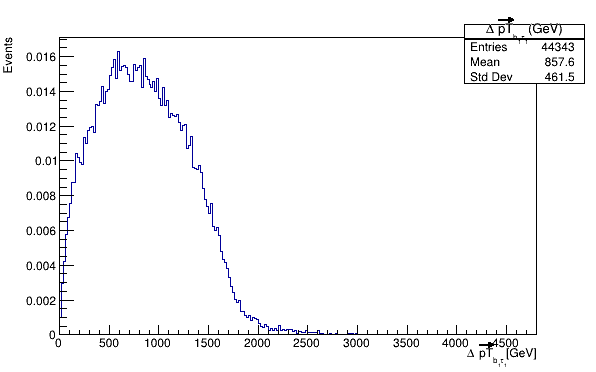 Δ pT b₁τ₁ (GeV)
Entries 44343
Mean 857.6
Std Dev 461.5
Events
0.016
0.014
0.012
0.01
0.008
0.006
0.004
0.002
0
0 500 1000 1500 2000 2500 3000 3500 4000 4500
Δ pT b₁τ₁ [GeV]